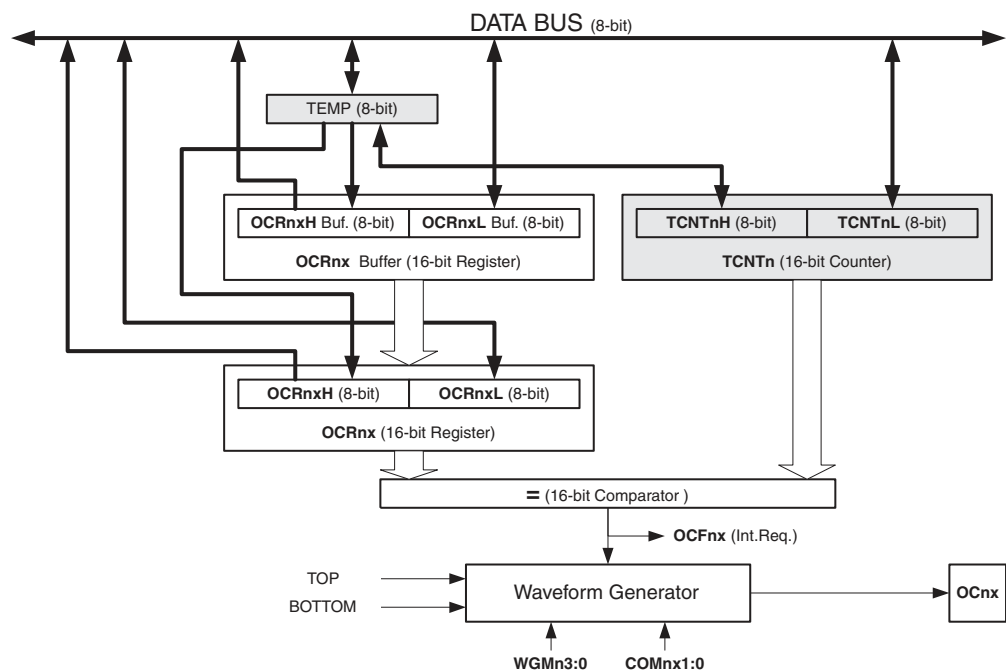 DATA BUS (8-bit)
TEMP (8-bit)
OCRnxH Buf. (8-bit)
OCRnxL Buf. (8-bit)
OCRnx Buffer (16-bit Register)
TCNTnH (8-bit)
TCNTnL (8-bit)
TCNTn (16-bit Counter)
OCRnxH (8-bit)
OCRnxL (8-bit)
OCRnx (16-bit Register)
= (16-bit Comparator )
OCFnx (Int.Req.)
TOP
BOTTOM
Waveform Generator
OCnx
WGMn3:0
COMnx1:0